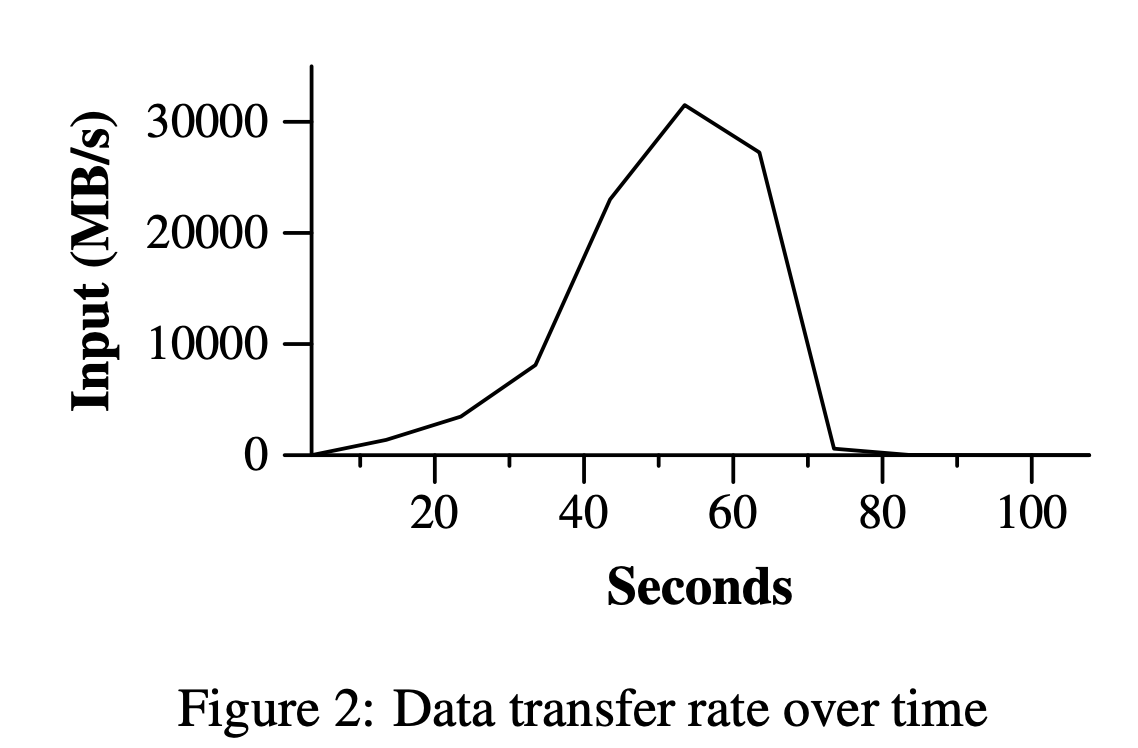 Input (MB/s)
30000
20000
10000
0
20 40 60 80 100
Seconds
Figure 2: Data transfer rate over time